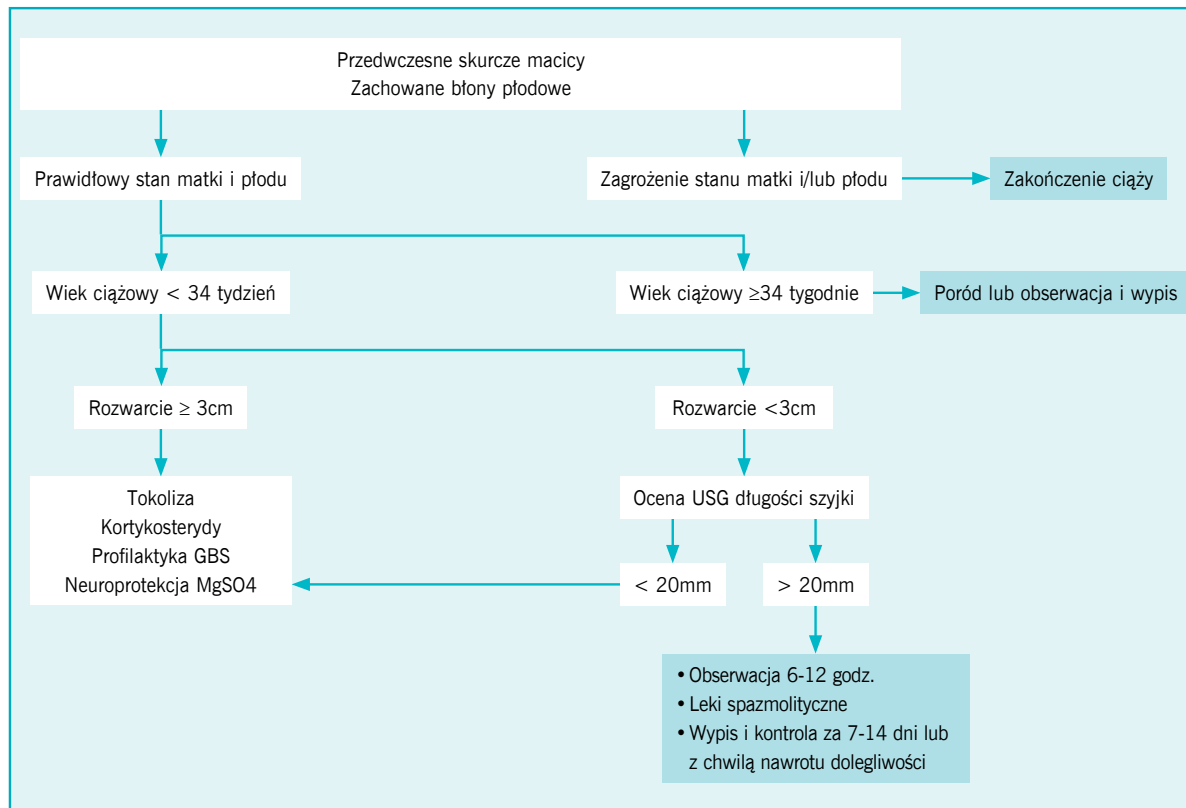 Przedwczesne skurcze macicy
Zachowane błony płodowe
Prawidłowy stan matki i płodu
Zagrożenie stanu matki i/lub płodu
Zakończenie ciąży
Wiek ciążowy < 34 tydzień
Wiek ciążowy ≥34 tygodnie
Poród lub obserwacja i wypis
Rozwarcie ≥ 3cm
Rozwarcie <3cm
Tokoliza
Kortykosterydy
Profilaktyka GBS
Neuroprotekcja MgSO4
Ocena USG długości szyjki
< 20mm
> 20mm
• Obserwacja 6-12 godz.
• Leki spazmolityczne
• Wypis i kontrola za 7-14 dni lub
z chwilą nawrotu dolegliwości